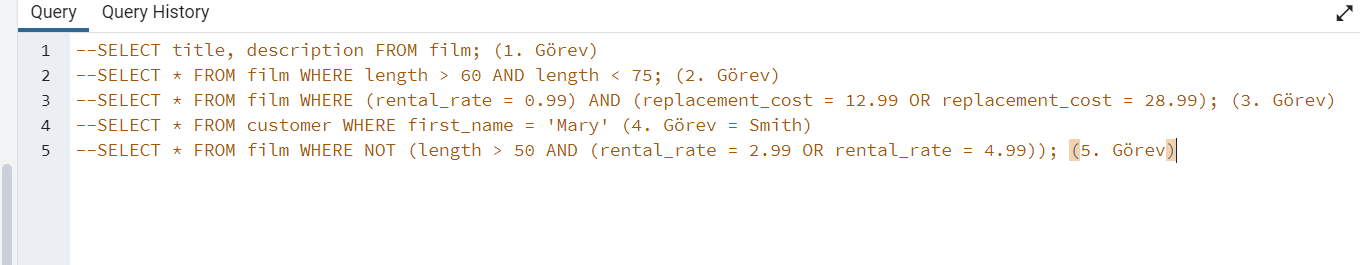 Query Query History
1 --SELECT title, description FROM film; (1. Görev)
2 --SELECT * FROM film WHERE length > 60 AND length < 75; (2. Görev)
3 --SELECT * FROM film WHERE (rental_rate = 0.99) AND (replacement_cost = 12.99 OR replacement_cost = 28.99); (3. Görev)
4 --SELECT * FROM customer WHERE first_name = 'Mary' (4. Görev = Smith)
5 --SELECT * FROM film WHERE NOT (length > 50 AND (rental_rate = 2.99 OR rental_rate = 4.99)); (5. Görev)